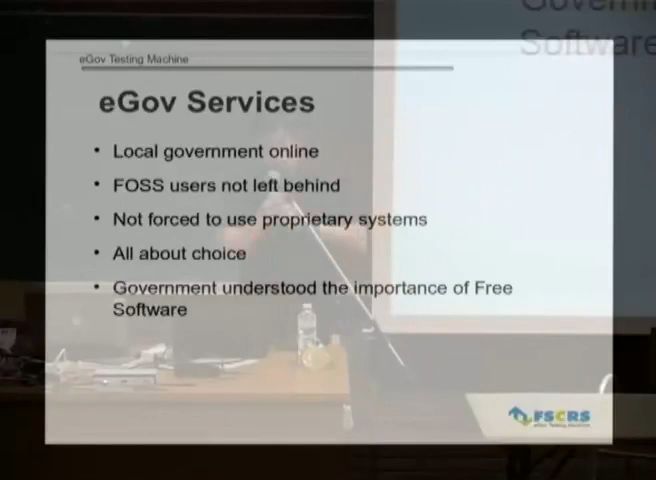 Govern
Software
eGov Testing Machine
eGov Services
• Local government online
• FOSS users not left behind
• Not forced to use proprietary systems
• All about choice
• Government understood the importance of Free
Software
FSCRS